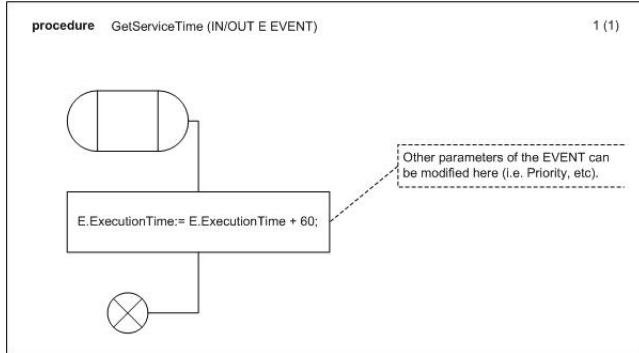 procedure GetServiceTime (IN/OUT E EVENT) 1 (1)
Other parameters of the EVENT can
be modified here (i.e. Priority, etc).
E.ExecutionTime:= E.ExecutionTime + 60;